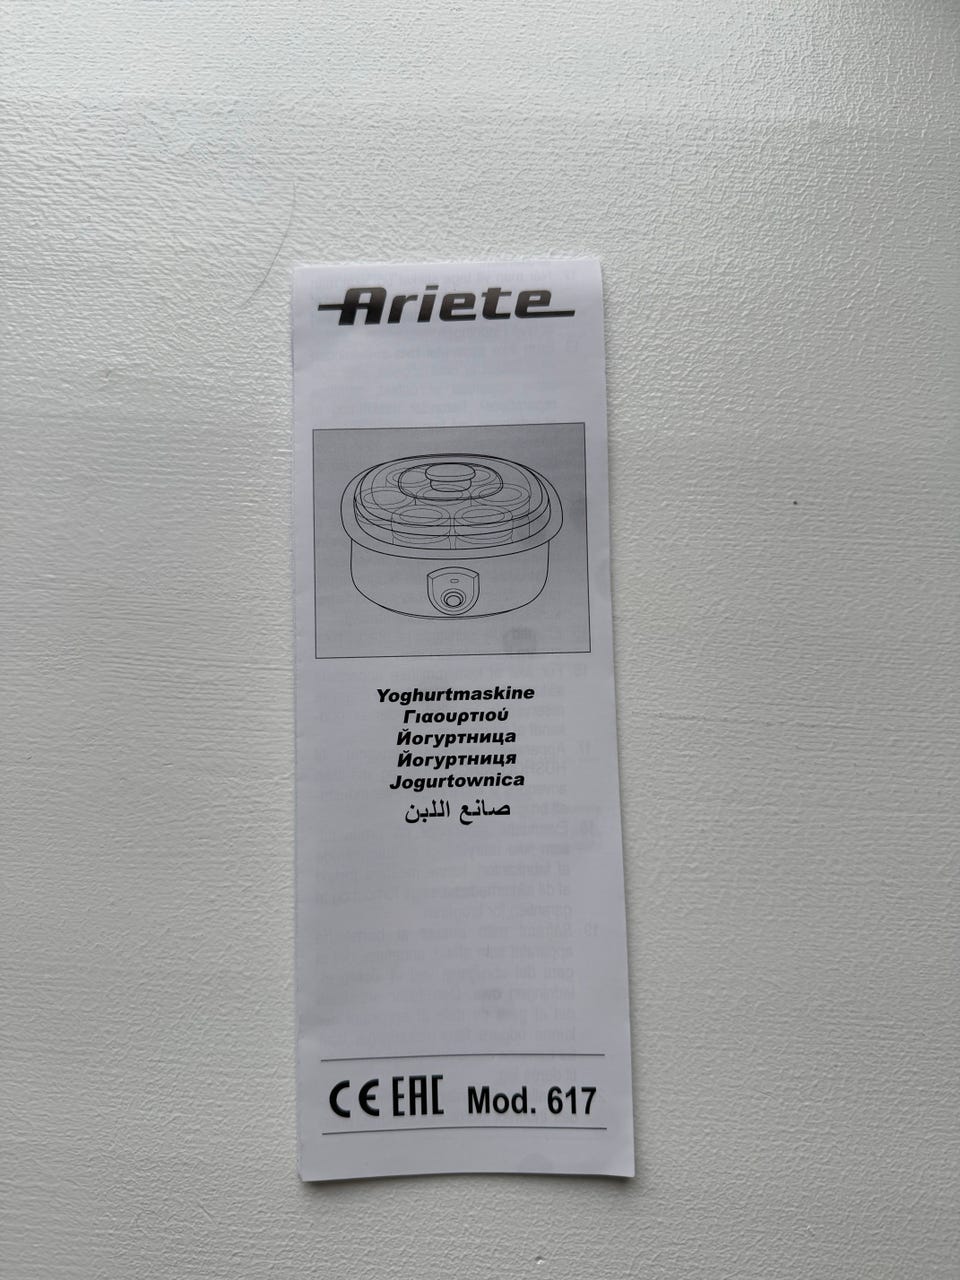 Ariete
Yoghurtmaskine
Γιαουρτιού
Йогуртница
Йогуртниця
Jogurtownica
صانع اللبن
CE EAC Mod. 617